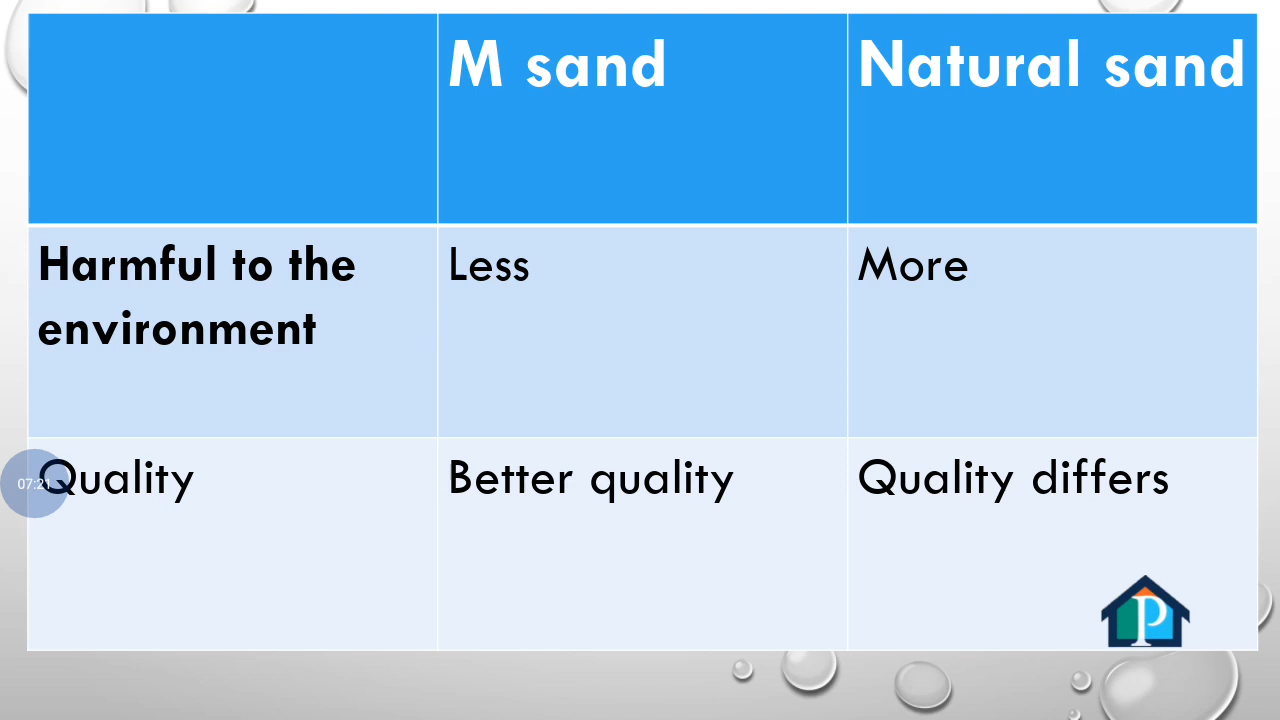 M sand
Natural sand
Harmful to the
environment
Less
More
Quality
Better quality
Quality differs
07:21
P